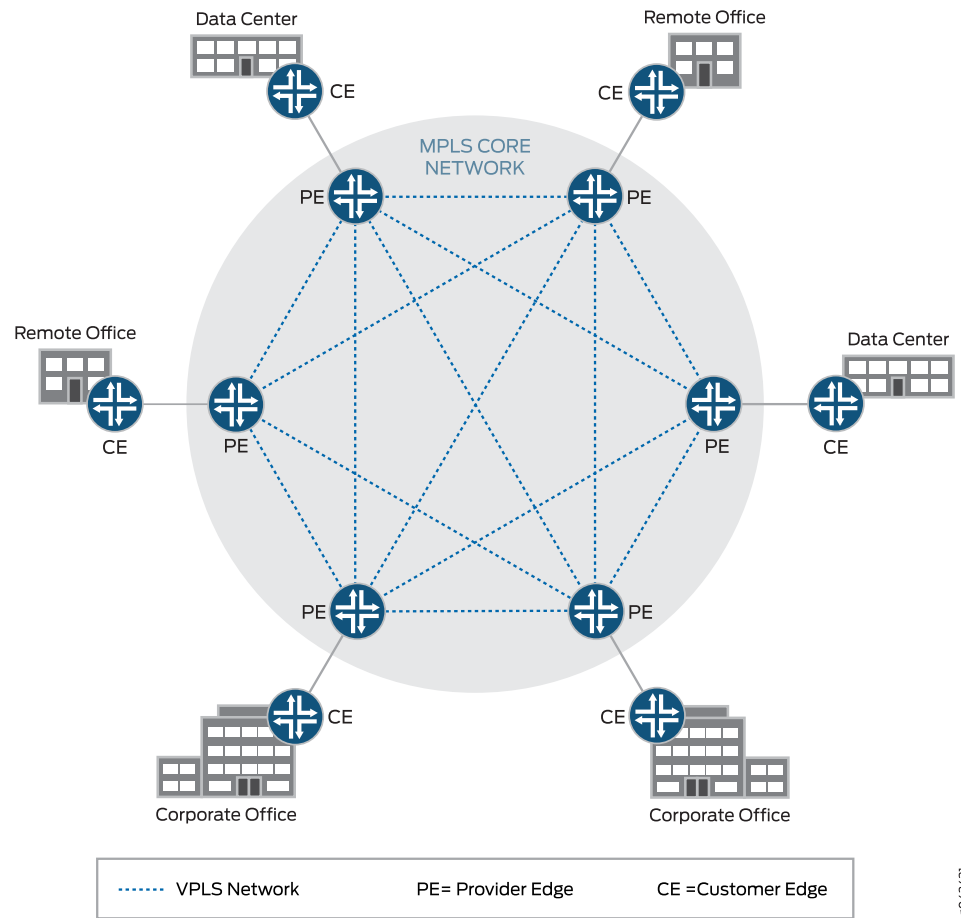 Data Center
Remote Office
CE
CE
MPLS CORE
NETWORK
PE
PE
Remote Office
Data Center
CE
PE
PE
CE
PE
PE
CE
CE
Corporate Office
Corporate Office
VPLS Network
PE= Provider Edge
CE =Customer Edge